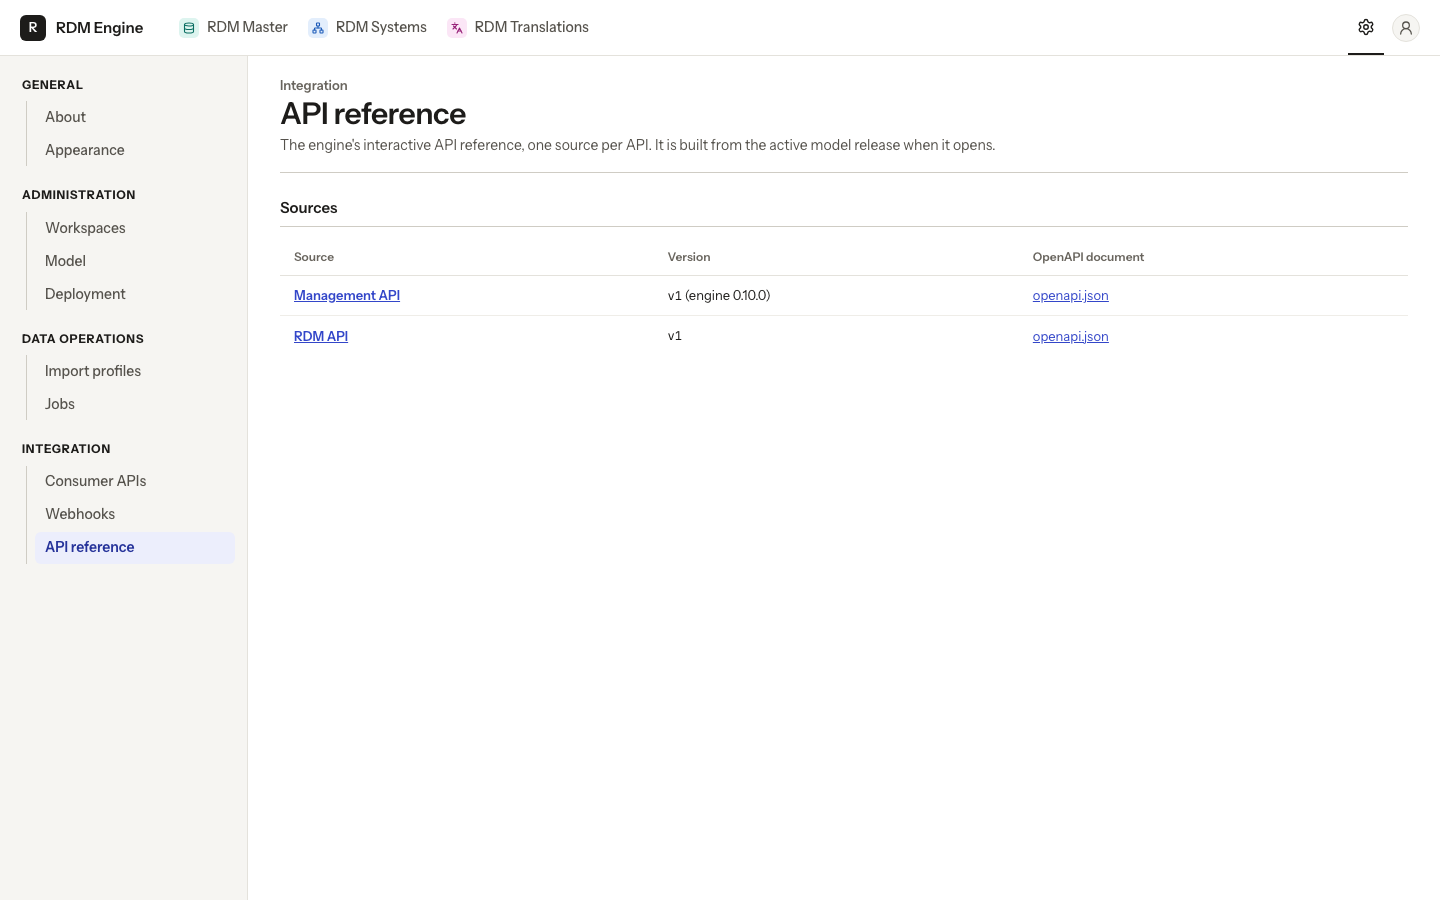 R RDM Engine RDM Master RDM Systems RDM Translations
GENERAL
About
Appearance
ADMINISTRATION
Workspaces
Model
Deployment
DATA OPERATIONS
Import profiles
Jobs
INTEGRATION
Consumer APIs
Webhooks
API reference
Integration
API reference
The engine's interactive API reference, one source per API. It is built from the active model release when it opens.
Sources
Source Version OpenAPI document
Management API v1 (engine 0.10.0) openapi.json
RDM API v1 openapi.json